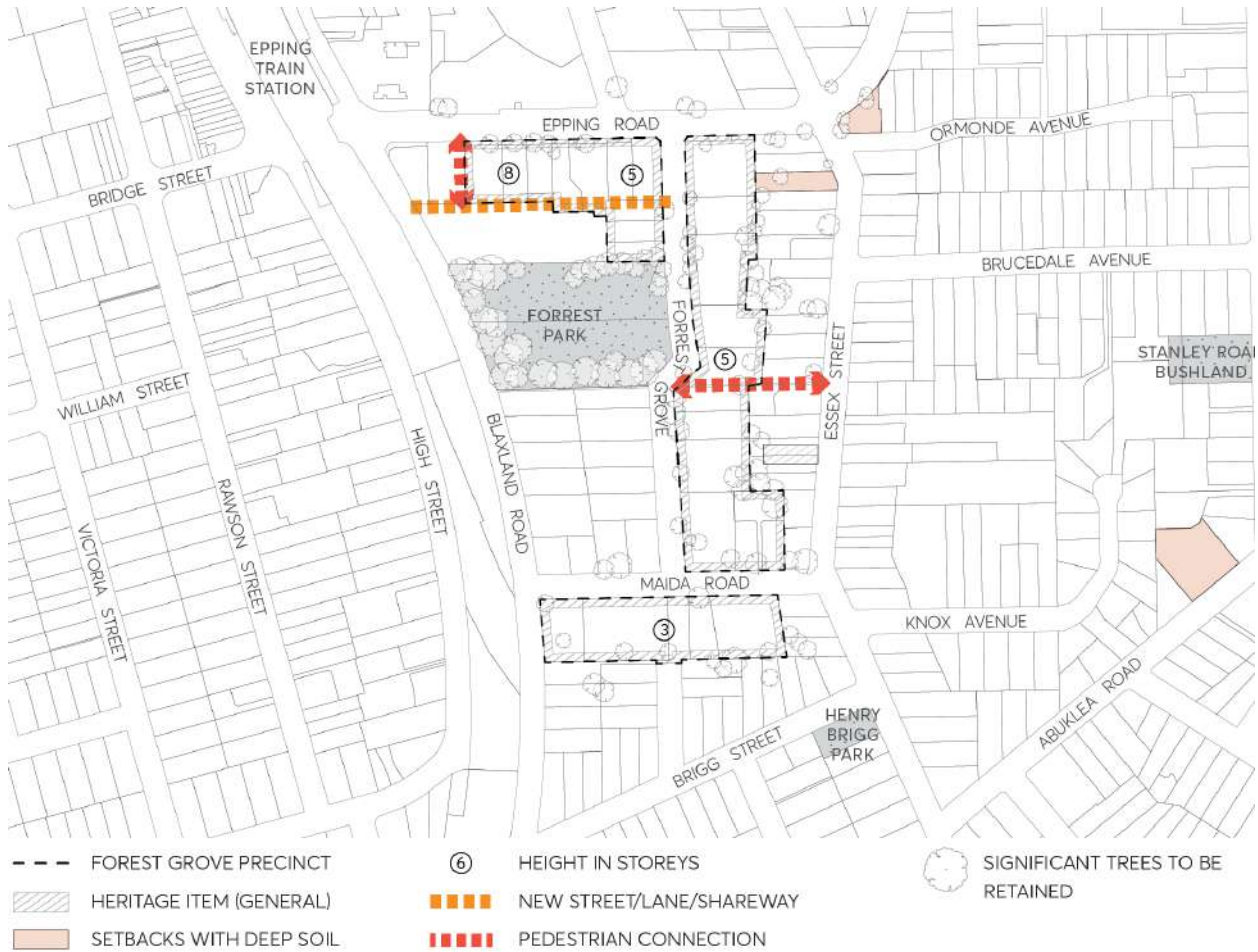 EPPING
TRAIN
STATION
EPPING ROAD
ORMONDE AVENUE
BRIDGE STREET
8
5
BRUCEDALE AVENUE
FORREST
PARK
FORREST
GROVE
5
ESSEX STREET
STANLEY ROAD
BUSHLAND
WILLIAM STREET
HIGH STREET
BLAXLAND ROAD
RAWSON STREET
VICTORIA STREET
MAIDA ROAD
3
KNOX AVENUE
ABUKLEA ROAD
HENRY
BRIGG
PARK
BRIGG STREET
FOREST GROVE PRECINCT
6 HEIGHT IN STOREYS
SIGNIFICANT TREES TO BE
RETAINED
HERITAGE ITEM (GENERAL)
NEW STREET/LANE/SHAREWAY
SETBACKS WITH DEEP SOIL
PEDESTRIAN CONNECTION